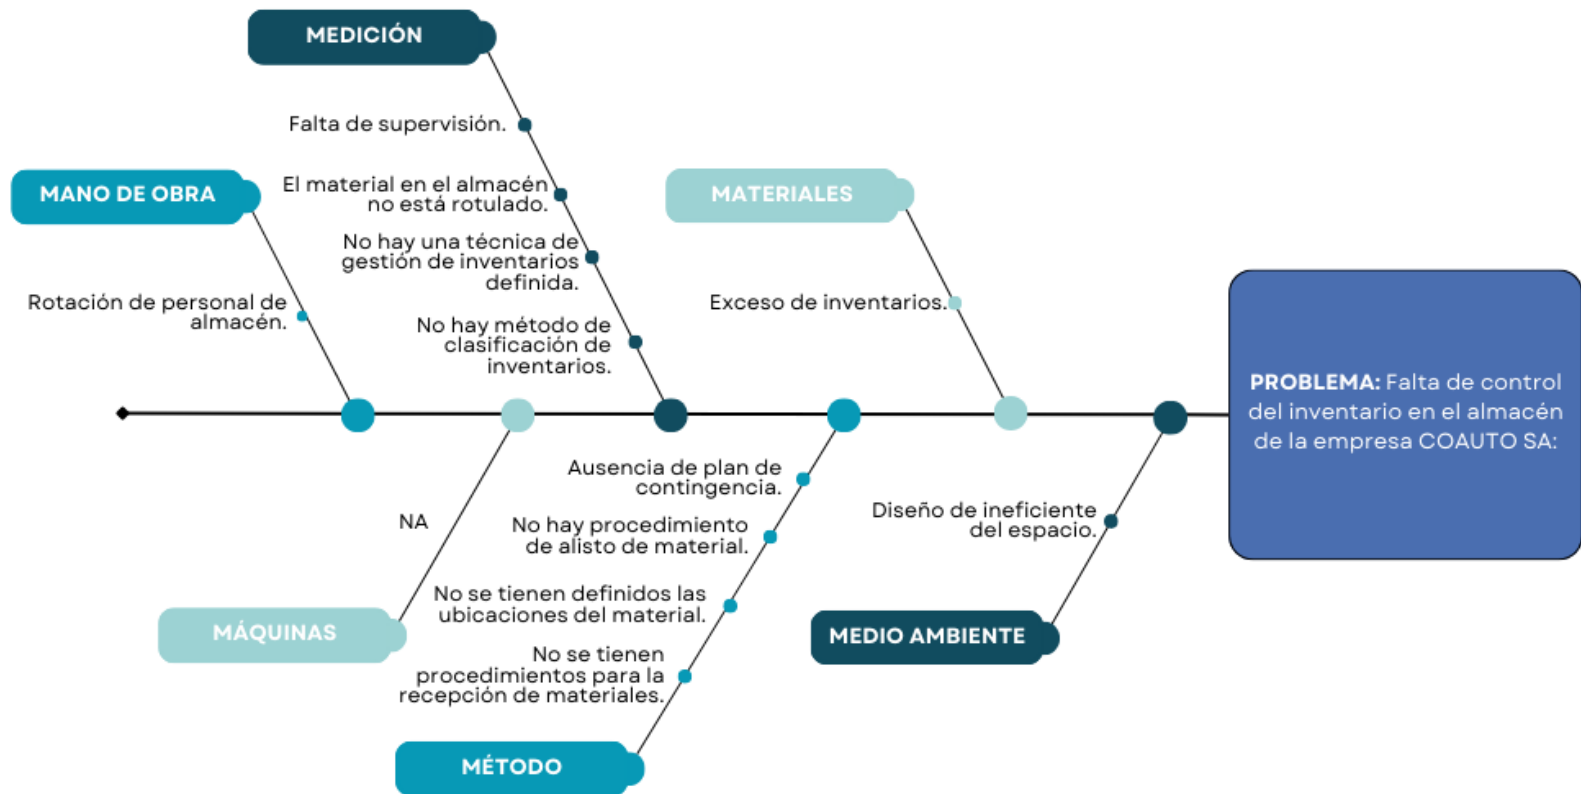 MEDICIÓN
Falta de supervisión.
El material en el almacén
no está rotulado.
No hay una técnica de
gestión de inventarios
definida.
No hay método de
clasificación de
inventarios.
MANO DE OBRA
Rotación de personal de
almacén.
MATERIALES
Exceso de inventarios.
PROBLEMA: Falta de control
del inventario en el almacén
de la empresa COAUTO SA:
NA
MÁQUINAS
Ausencia de plan de
contingencia.
No hay procedimiento
de alisto de material.
No se tienen definidos las
ubicaciones del material.
No se tienen
procedimientos para la
recepción de materiales.
MÉTODO
Diseño de ineficiente
del espacio.
MEDIO AMBIENTE